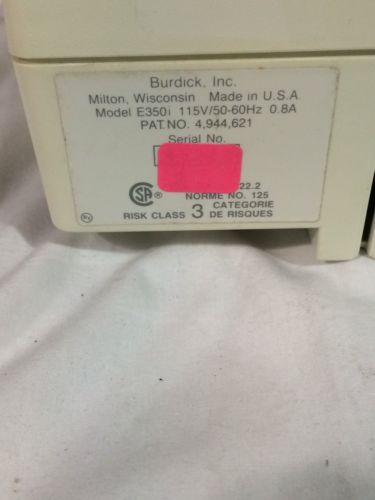 Burdick, Inc.
Milton, Wisconsin Made in U.S.A.
Model E350i 115V/50-60Hz 0.8A
PAT.NO. 4,944,621
Serial No.
22.2
NORME NO. 125
RISK CLASS 3 CATEGORIE DE RISQUES